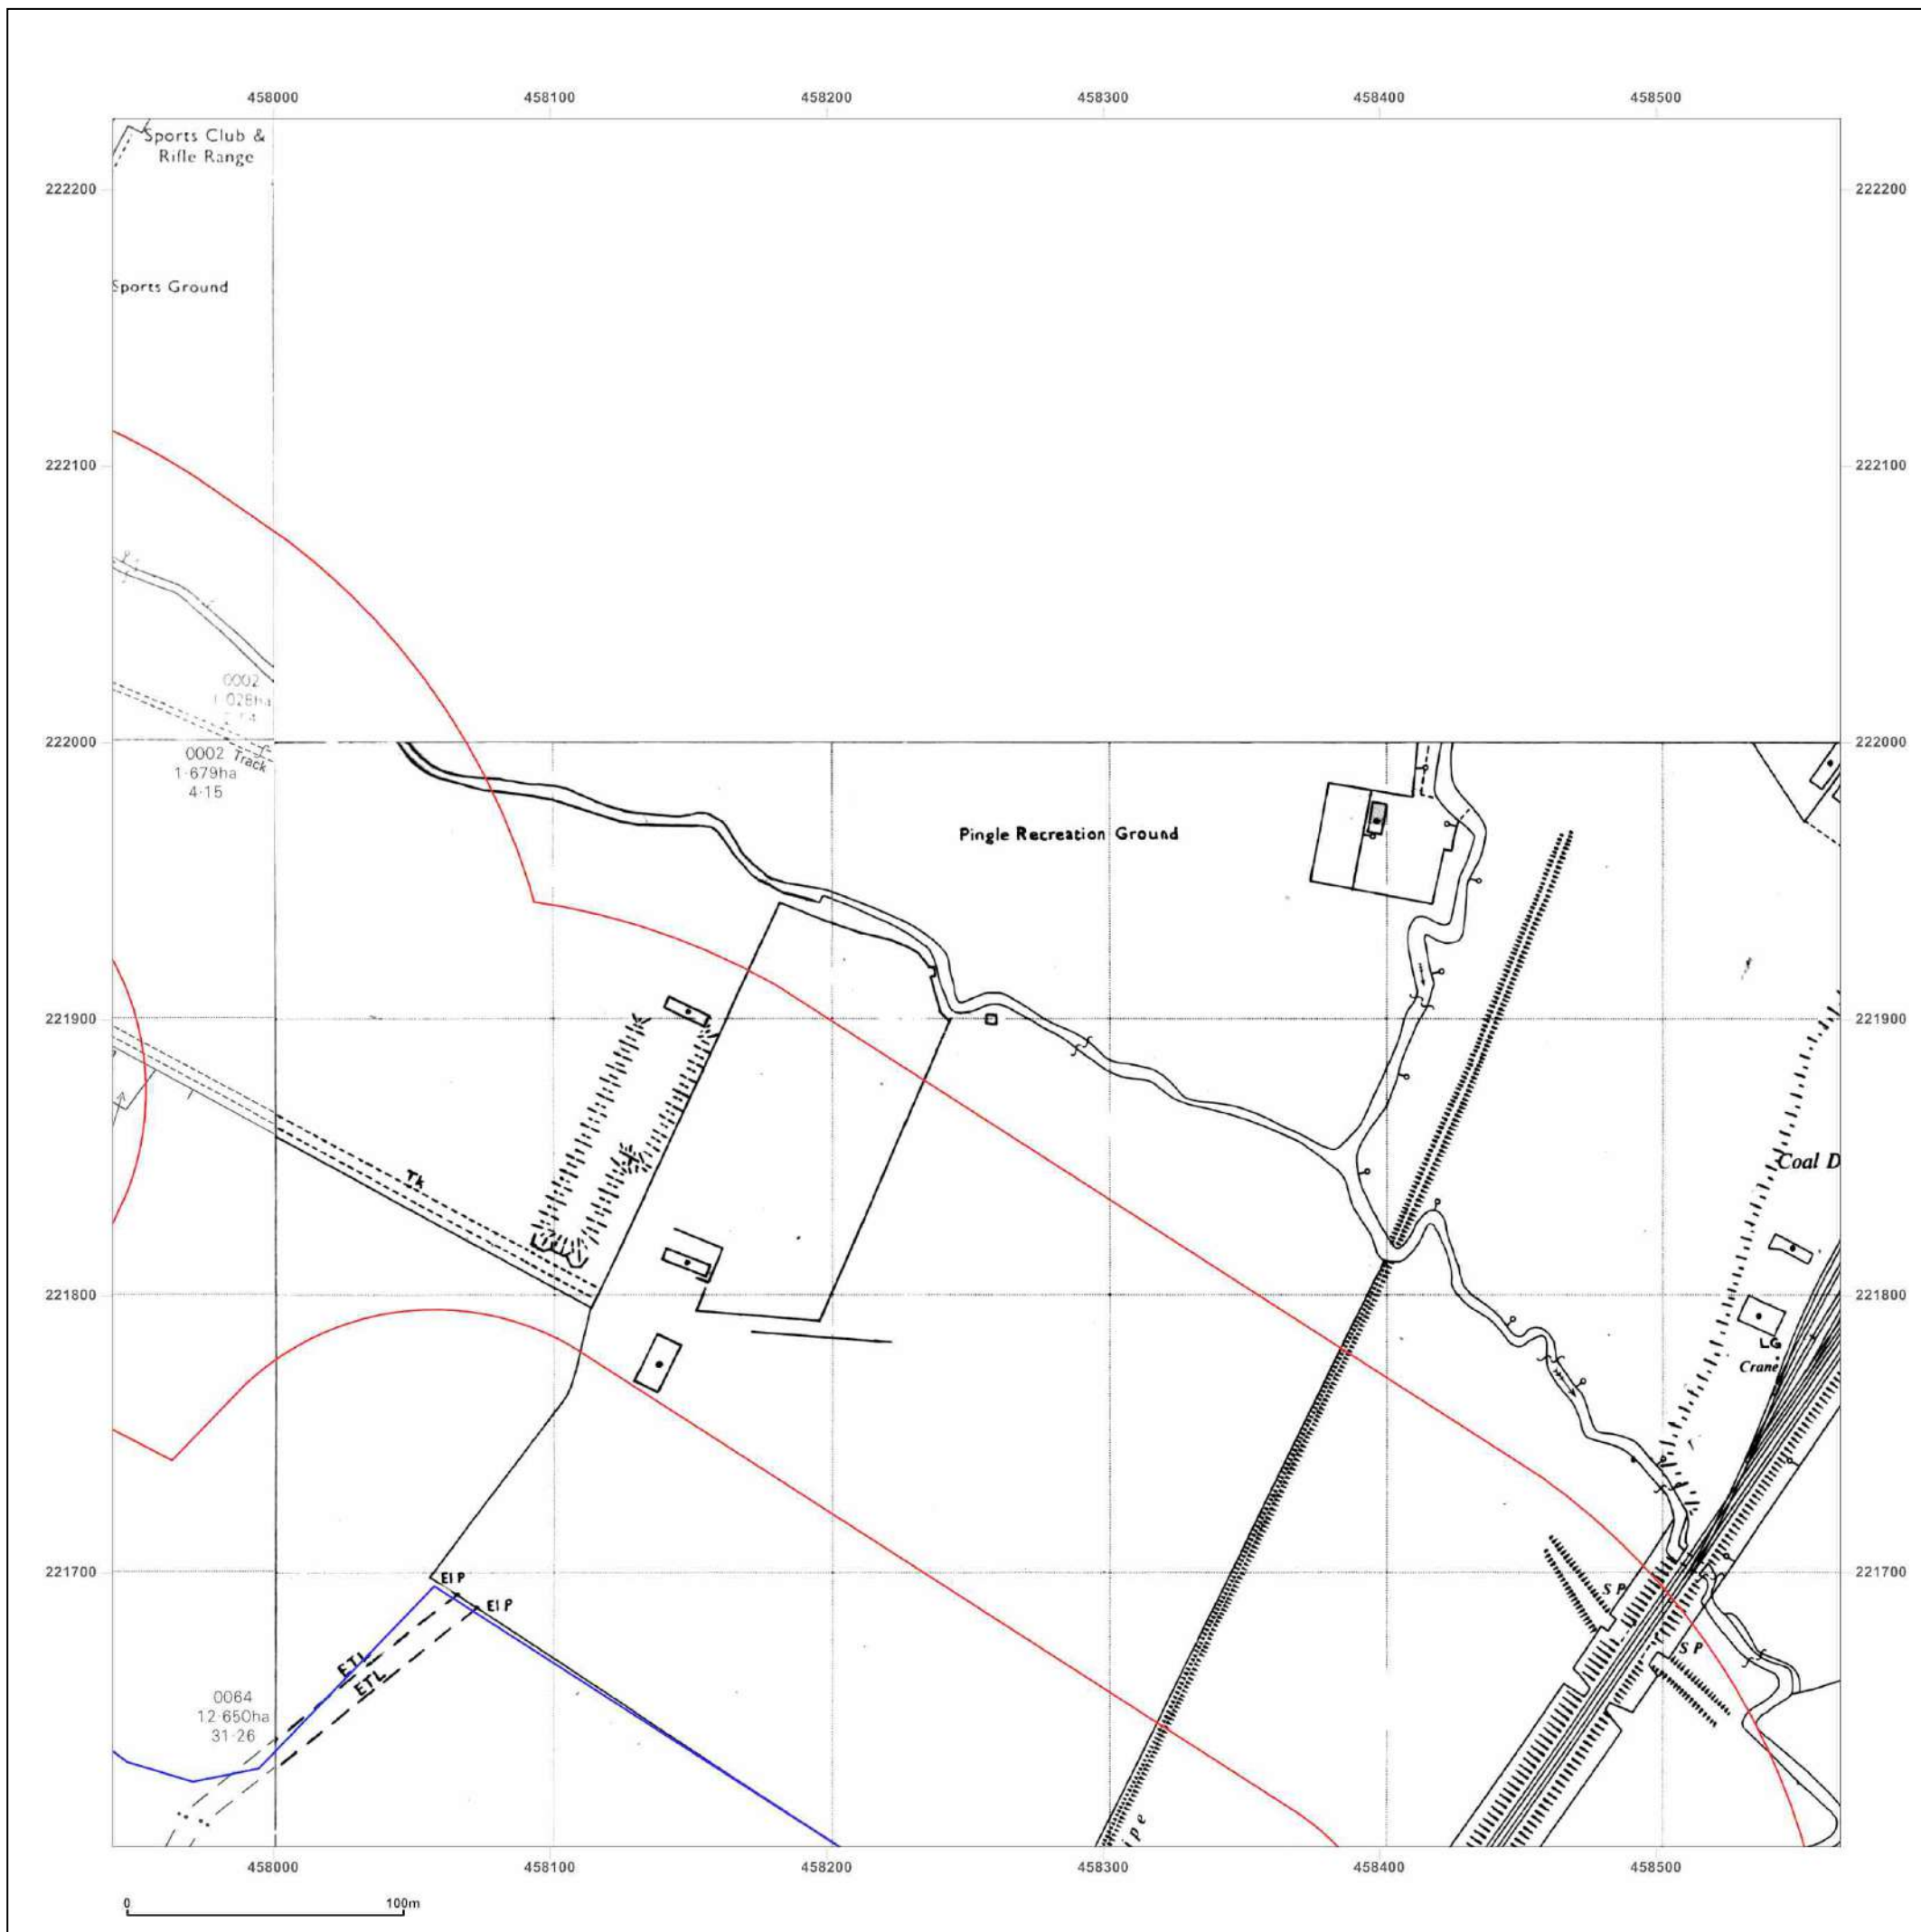 458000 458100 458200 458300 458400 458500
Sports Club &
Rifle Range
222200 222200
Sports Ground
222100 222100
0002
1·028ha
222000 222000
0002
1·679ha
4·15
Track
Pingle Recreation Ground
221900 221900
Tk
Coal D
221800 221800
LG
Crane
221700 221700
El P
El P
S P
S P
ETL
ETL
0064
12·650ha
31·26
ipe
458000 458100 458200 458300 458400 458500
0 100m